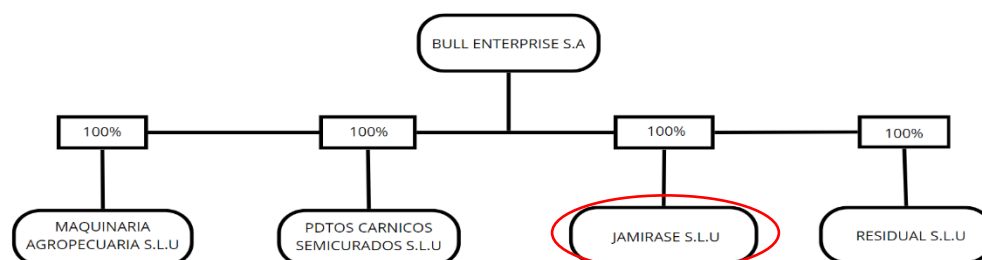 BULL ENTERPRISE S.A
100%
100%
100%
100%
MAQUINARIA
AGROPECUARIA S.L.U
PDTOS CARNICOS
SEMICURADOS S.L.U
JAMIRASE S.L.U
RESIDUAL S.L.U